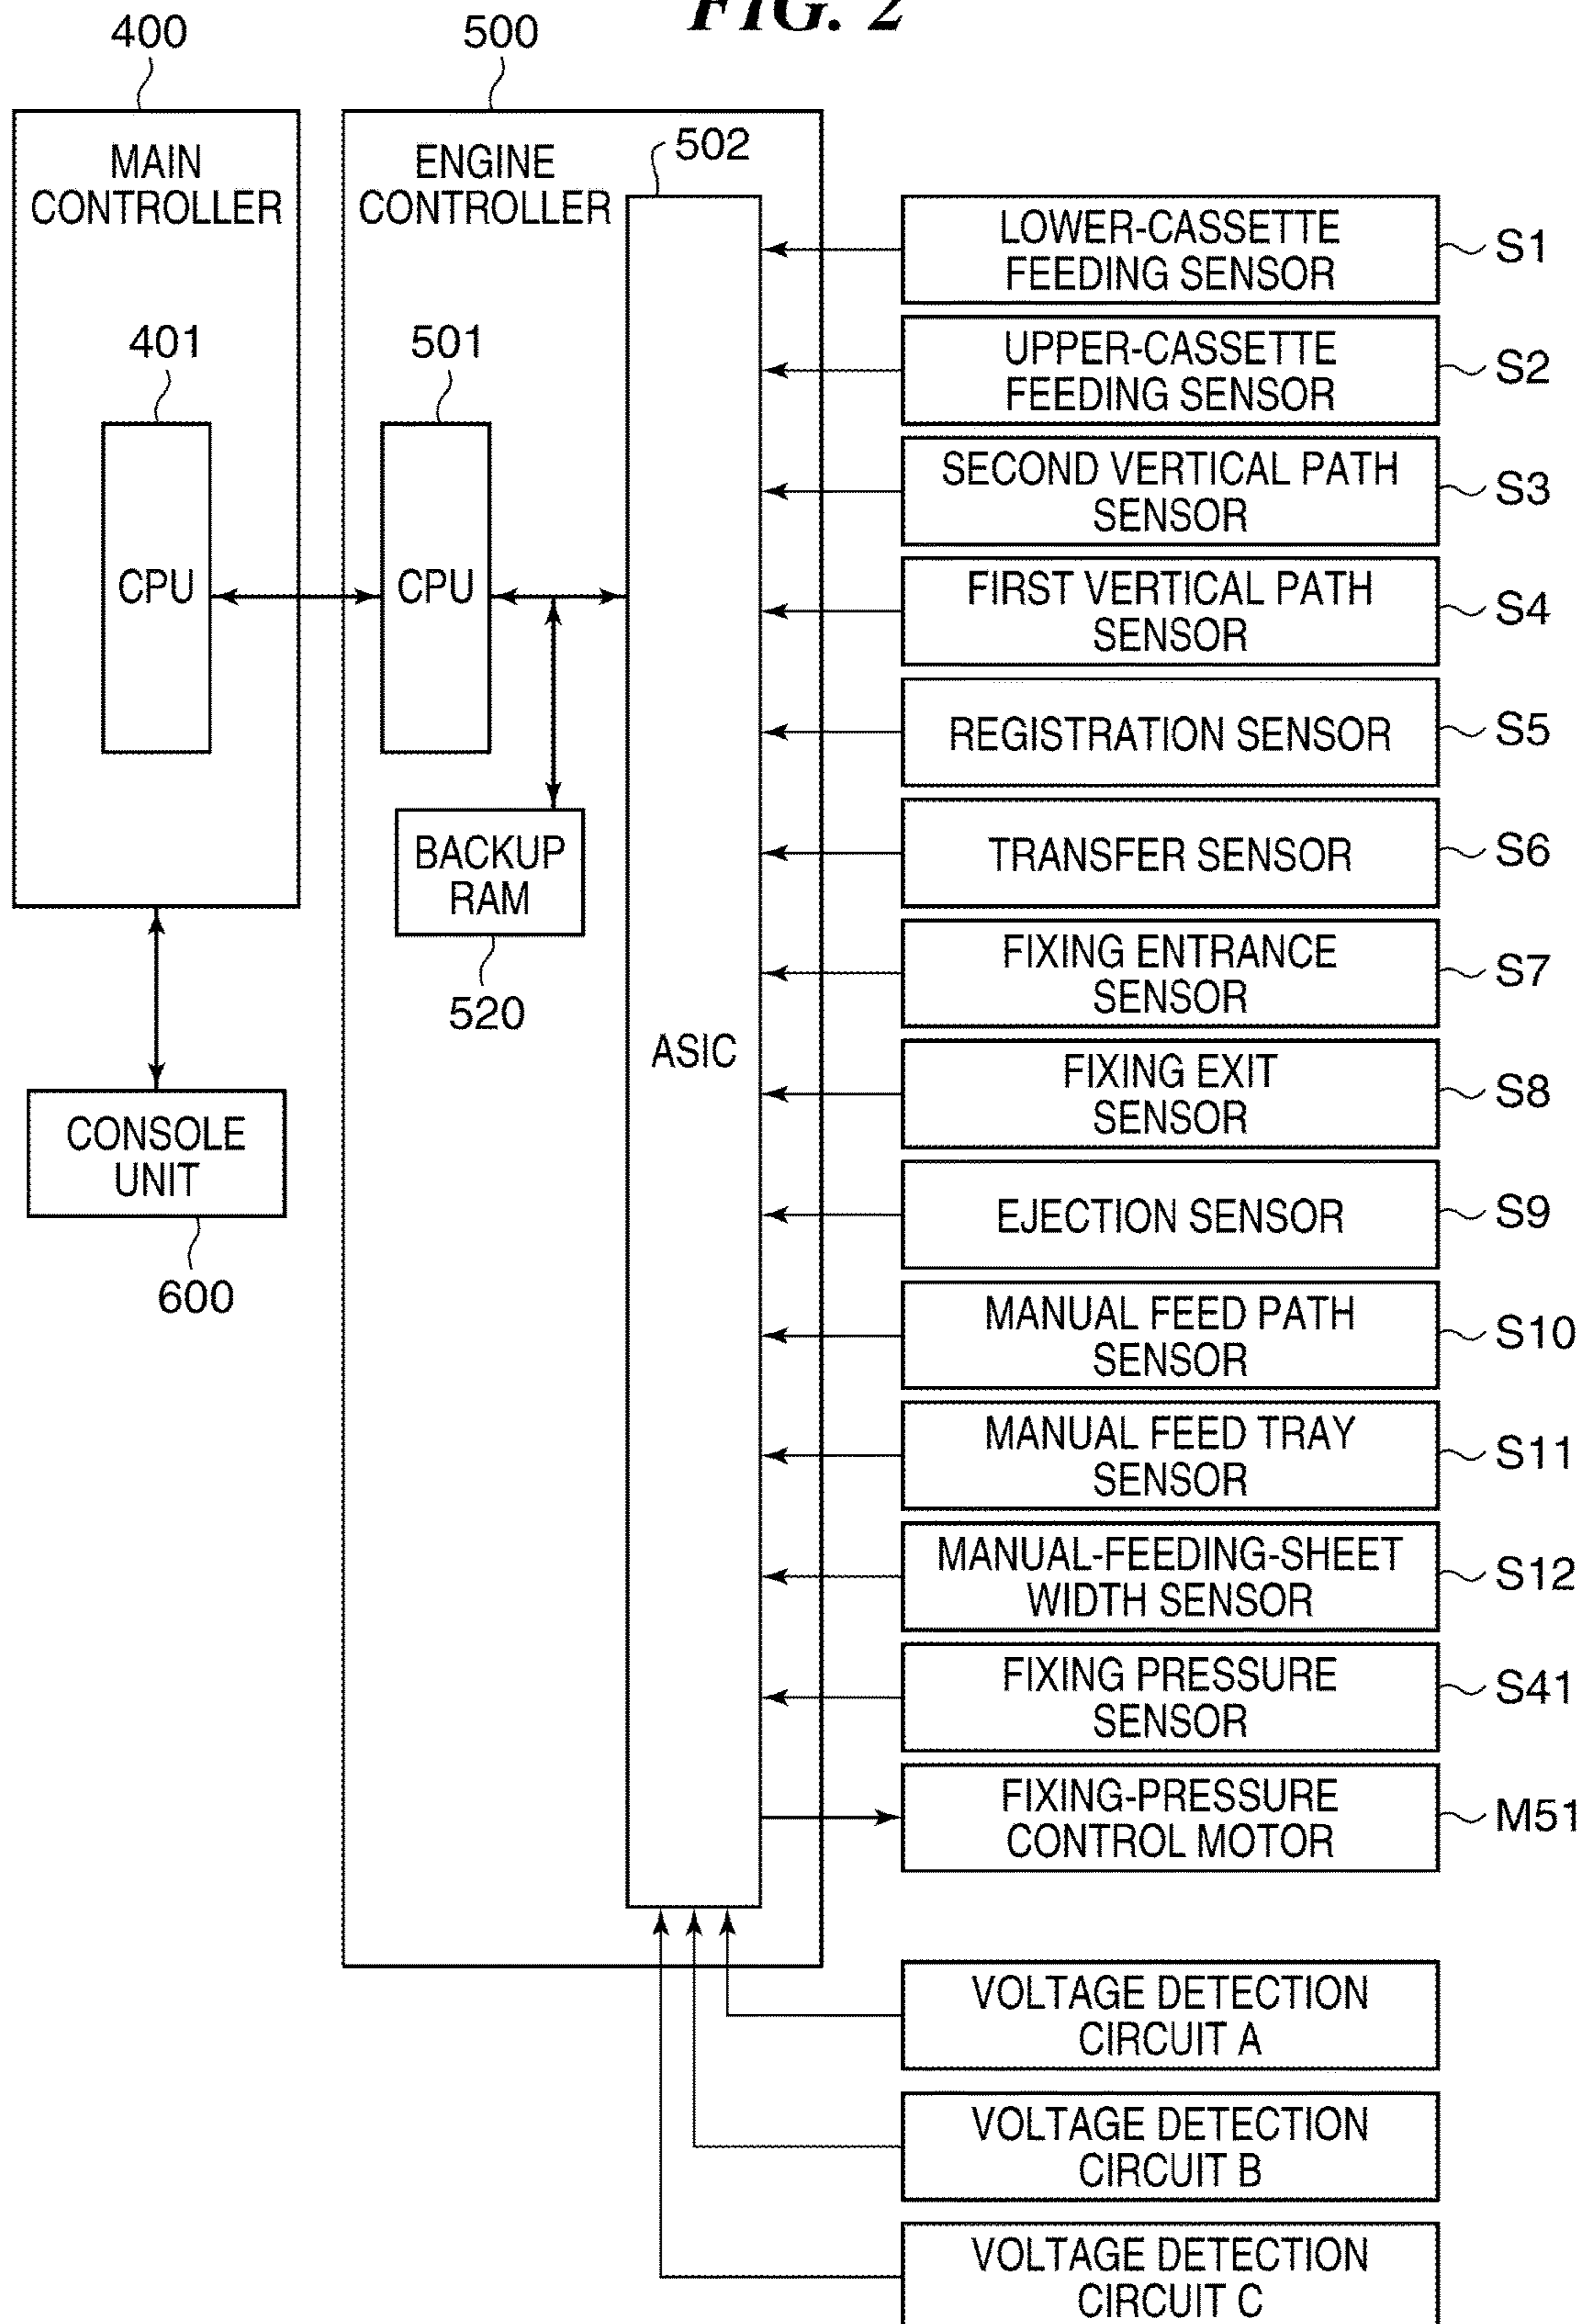 FIG. 2
400
500
MAIN
CONTROLLER
ENGINE
CONTROLLER
502
401
CPU
501
CPU
BACKUP
RAM
520
ASIC
CONSOLE
UNIT
600
LOWER-CASSETTE
FEEDING SENSOR
S1
UPPER-CASSETTE
FEEDING SENSOR
S2
SECOND VERTICAL PATH
SENSOR
S3
FIRST VERTICAL PATH
SENSOR
S4
REGISTRATION SENSOR
S5
TRANSFER SENSOR
S6
FIXING ENTRANCE
SENSOR
S7
FIXING EXIT
SENSOR
S8
EJECTION SENSOR
S9
MANUAL FEED PATH
SENSOR
S10
MANUAL FEED TRAY
SENSOR
S11
MANUAL-FEEDING-SHEET
WIDTH SENSOR
S12
FIXING PRESSURE
SENSOR
S41
FIXING-PRESSURE
CONTROL MOTOR
M51
VOLTAGE DETECTION
CIRCUIT A
VOLTAGE DETECTION
CIRCUIT B
VOLTAGE DETECTION
CIRCUIT C